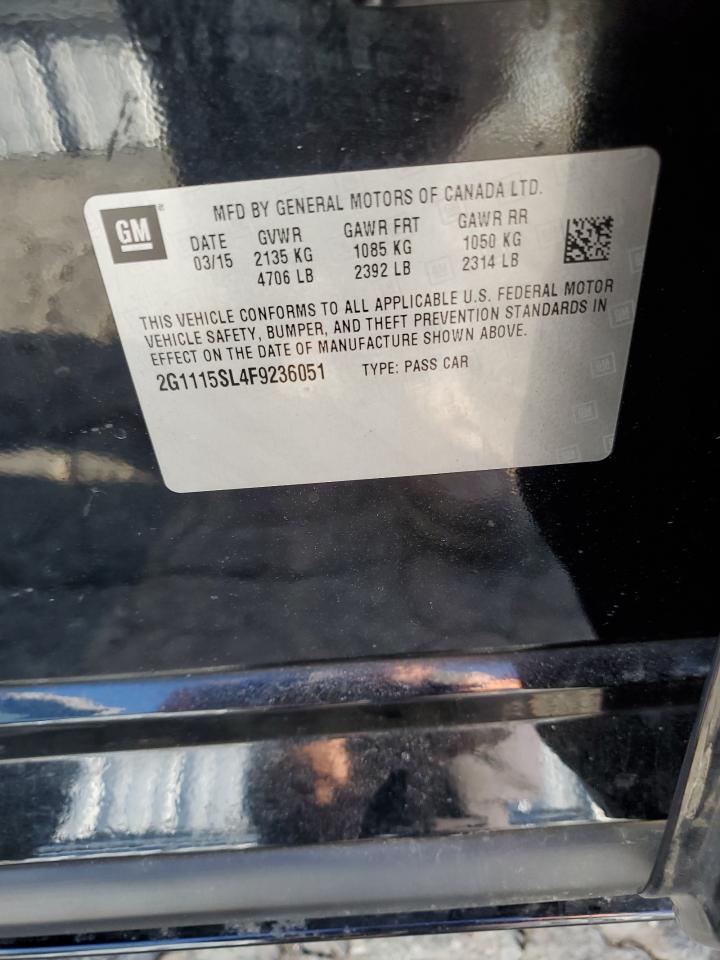 GM ® MFD BY GENERAL MOTORS OF CANADA LTD.
DATE GVWR GAWR FRT GAWR RR
03/15 2135 KG 1085 KG 1050 KG
4706 LB 2392 LB 2314 LB
THIS VEHICLE CONFORMS TO ALL APPLICABLE U.S. FEDERAL MOTOR
VEHICLE SAFETY, BUMPER, AND THEFT PREVENTION STANDARDS IN
EFFECT ON THE DATE OF MANUFACTURE SHOWN ABOVE.
2G1115SL4F9236051 TYPE: PASS CAR